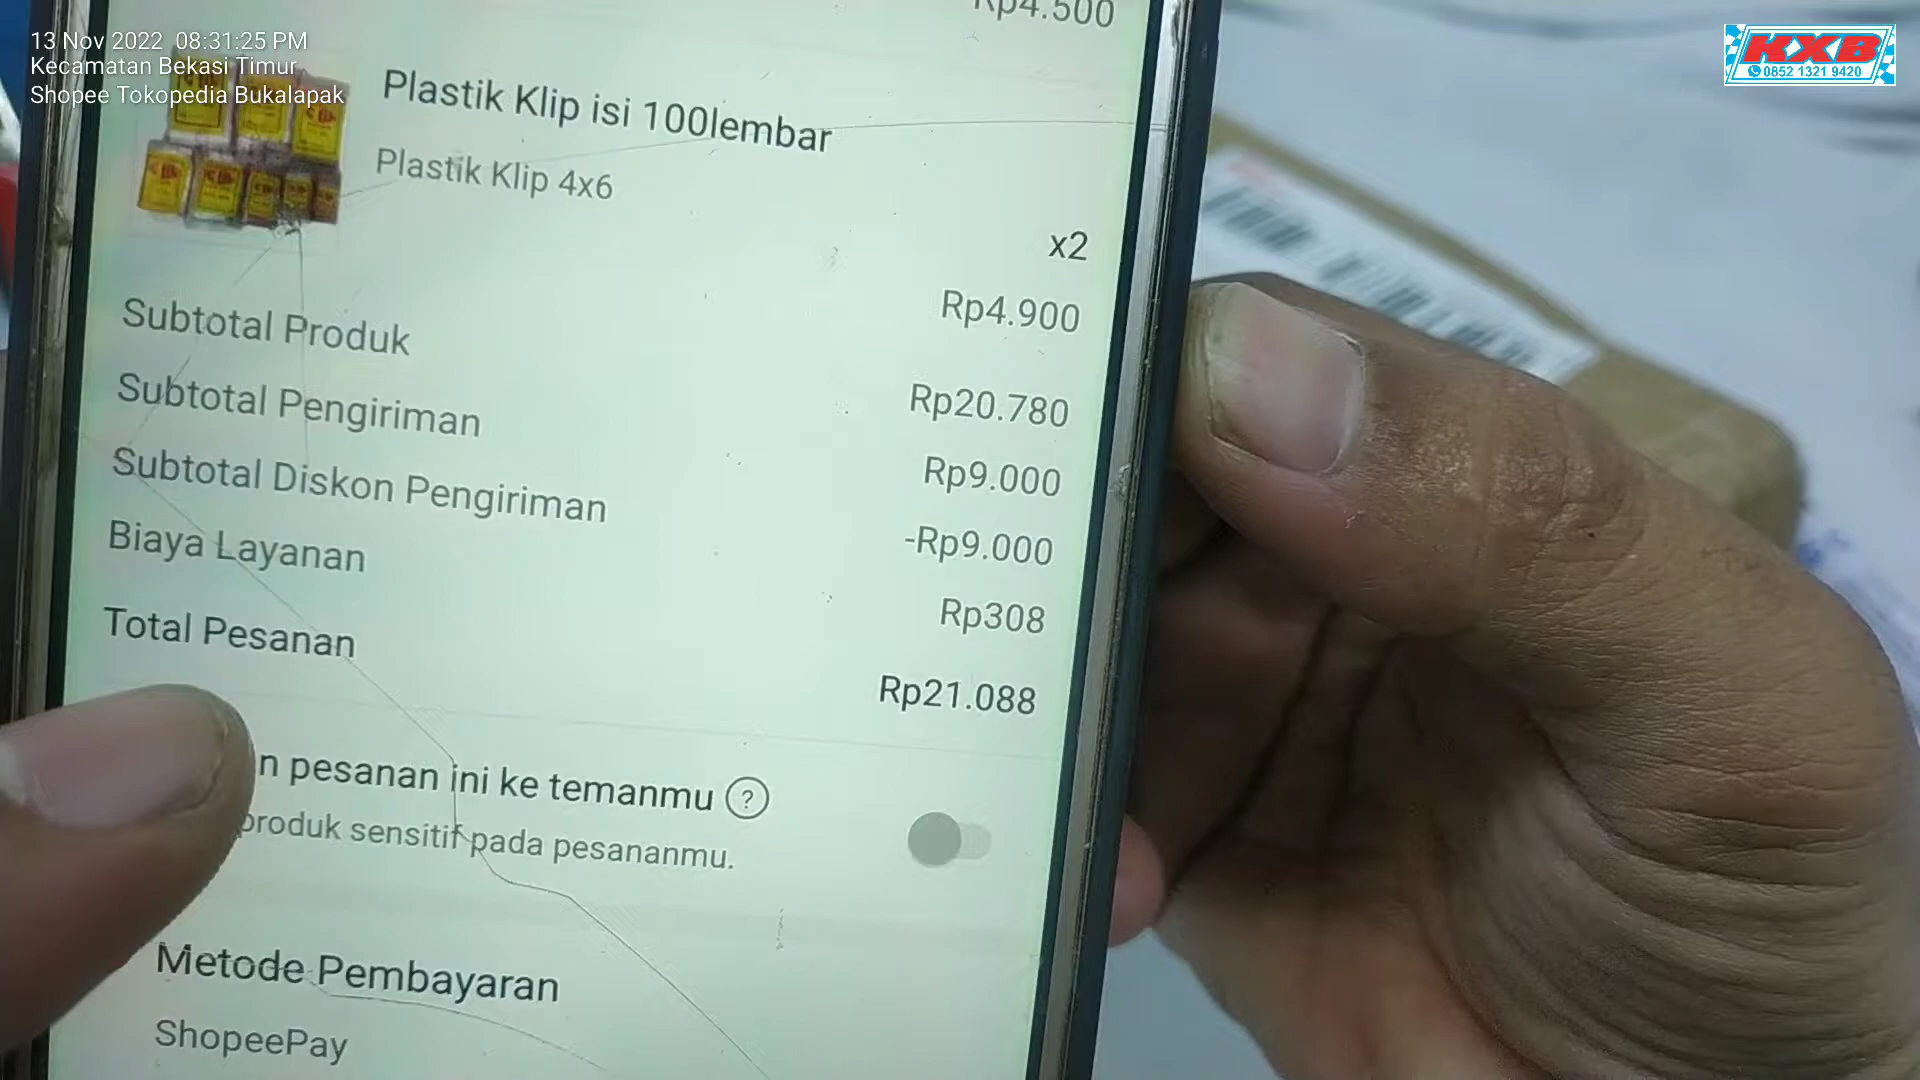 13 Nov 2022 08:31:25 PM
Kecamatan Bekasi Timur
Shopee Tokopedia Bukalapak
KXB
0852 1321 9420
Rp4.500
Plastik Klip isi 100lembar
Plastik Klip 4x6
x2
Rp4.900
Subtotal Produk Rp20.780
Subtotal Pengiriman Rp9.000
Subtotal Diskon Pengiriman -Rp9.000
Biaya Layanan Rp308
Total Pesanan Rp21.088
pesanan ini ke temanmu ?
produk sensitif pada pesananmu.
Metode Pembayaran
ShopeePay